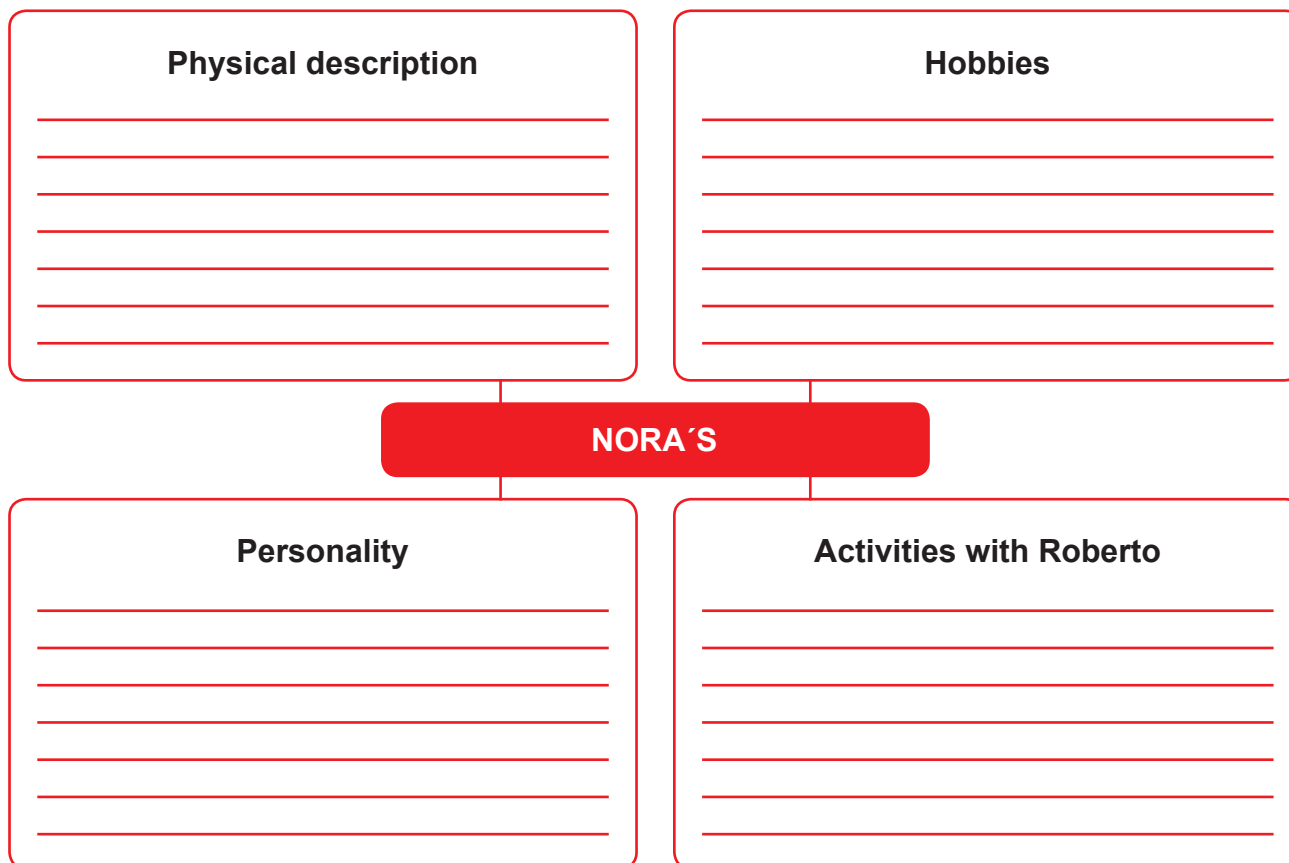 Physical description
Hobbies
NORA´S
Personality
Activities with Roberto